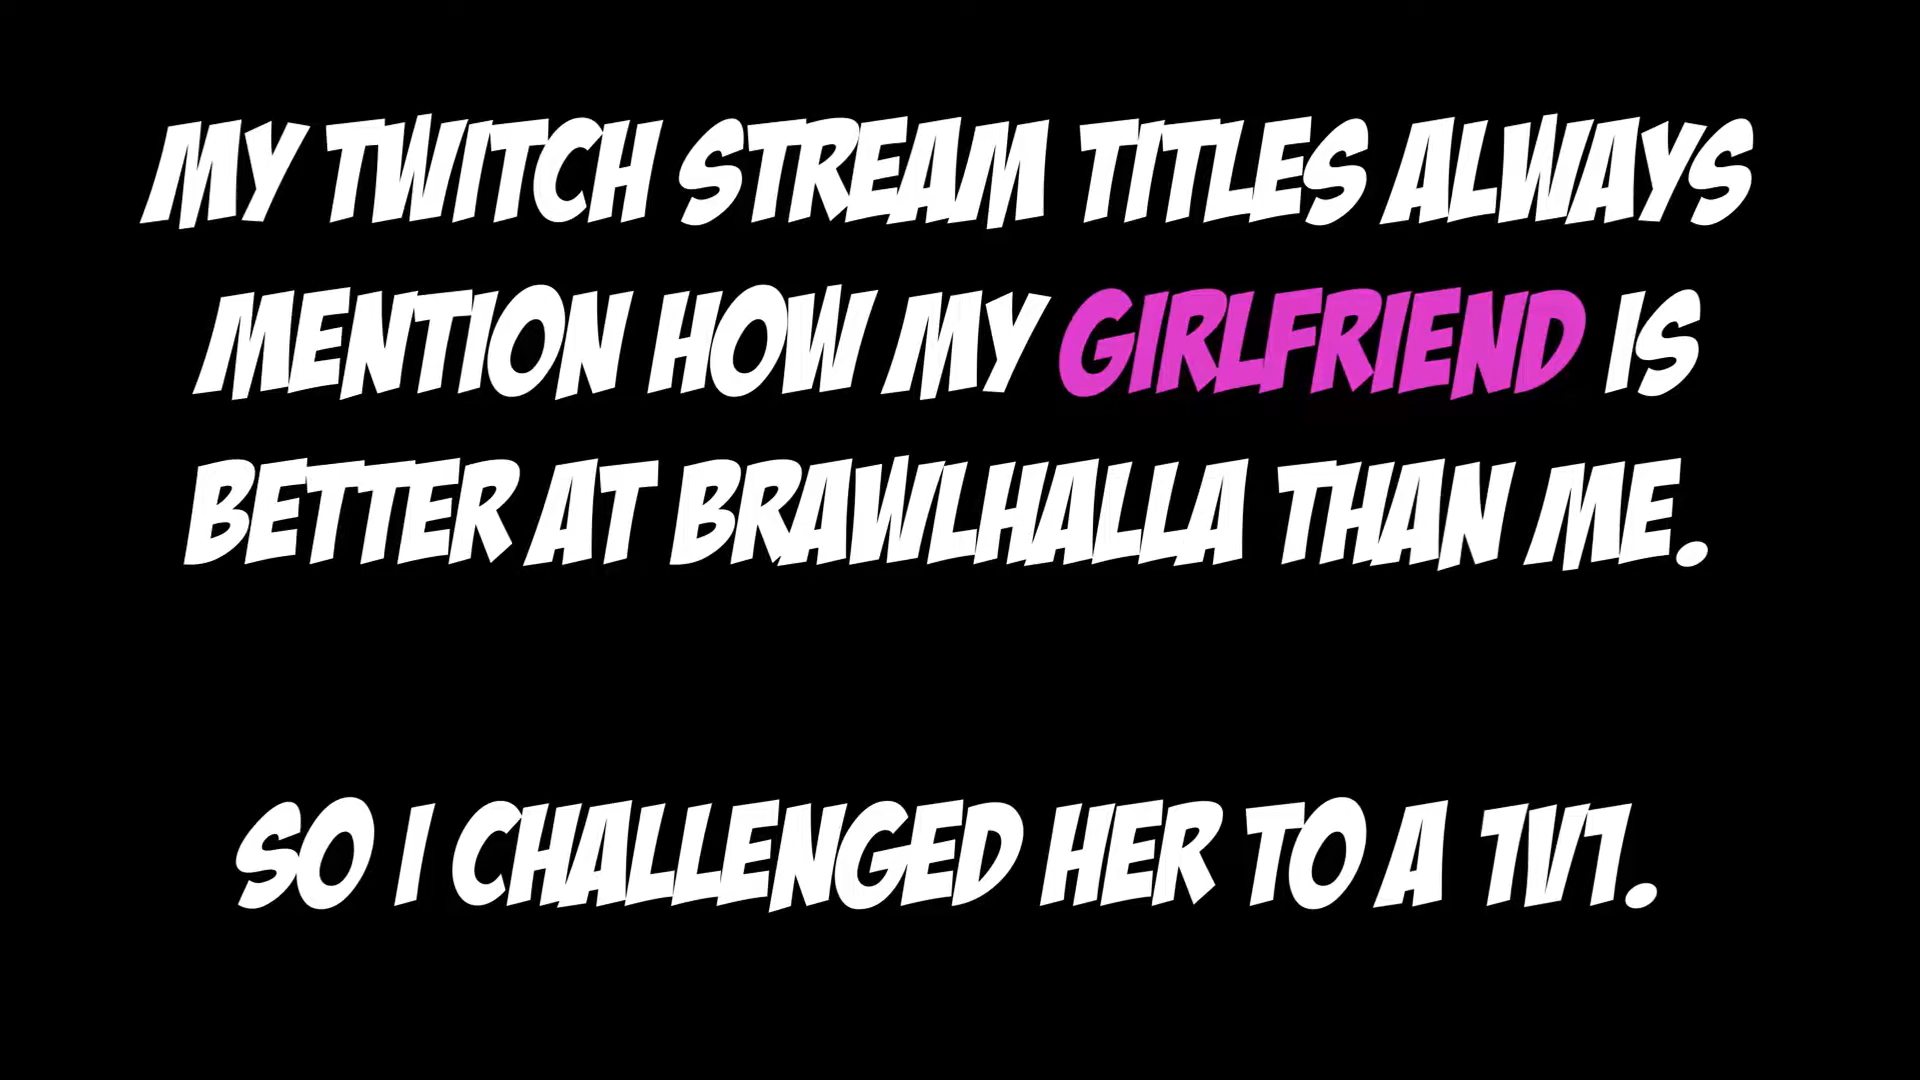 MY TWITCH STREAM TITLES ALWAYS
MENTION HOW MY GIRLFRIEND IS
BETTER AT BRAWLHALLA THAN ME.
SO I CHALLENGED HER TO A 1V1.